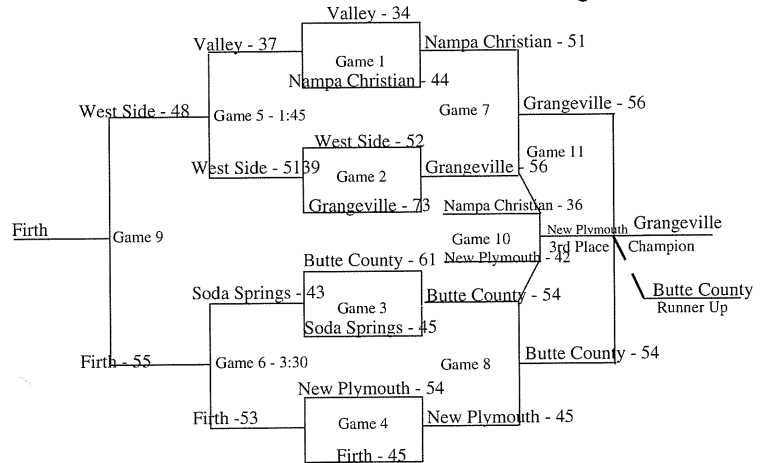 Valley - 34
Valley - 37
Nampa Christian - 51
Game 1
Nampa Christian - 44
West Side - 48
Game 5 - 1:45
Game 7
Grangeville - 56
West Side - 52
Game 11
West Side - 5139
Game 2
Grangeville - 56
Grangeville - 73
Nampa Christian - 36
Firth
Game 9
Game 10
New Plymouth
Grangeville
3rd Place
Champion
Butte County - 61
New Plymouth - 42
Soda Springs - 43
Game 3
Butte County - 54
Butte County
Runner Up
Soda Springs - 45
Firth - 55
Game 6 - 3:30
Game 8
Butte County - 54
New Plymouth - 54
Firth -53
Game 4
New Plymouth - 45
Firth - 45